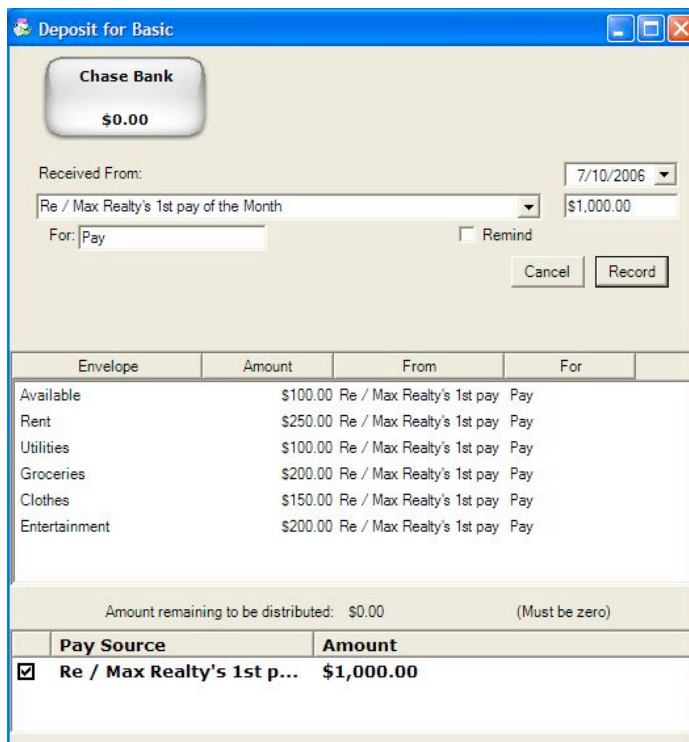 Deposit for Basic
Chase Bank
$0.00
Received From:
7/10/2006
Re / Max Realty's 1st pay of the Month
$1,000.00
For: Pay
Remind
Cancel Record
Envelope Amount From For
Available $100.00 Re / Max Realty's 1st pay Pay
Rent $250.00 Re / Max Realty's 1st pay Pay
Utilities $100.00 Re / Max Realty's 1st pay Pay
Groceries $200.00 Re / Max Realty's 1st pay Pay
Clothes $150.00 Re / Max Realty's 1st pay Pay
Entertainment $200.00 Re / Max Realty's 1st pay Pay
Amount remaining to be distributed: $0.00 (Must be zero)
Pay Source Amount
Re / Max Realty's 1st p... $1,000.00